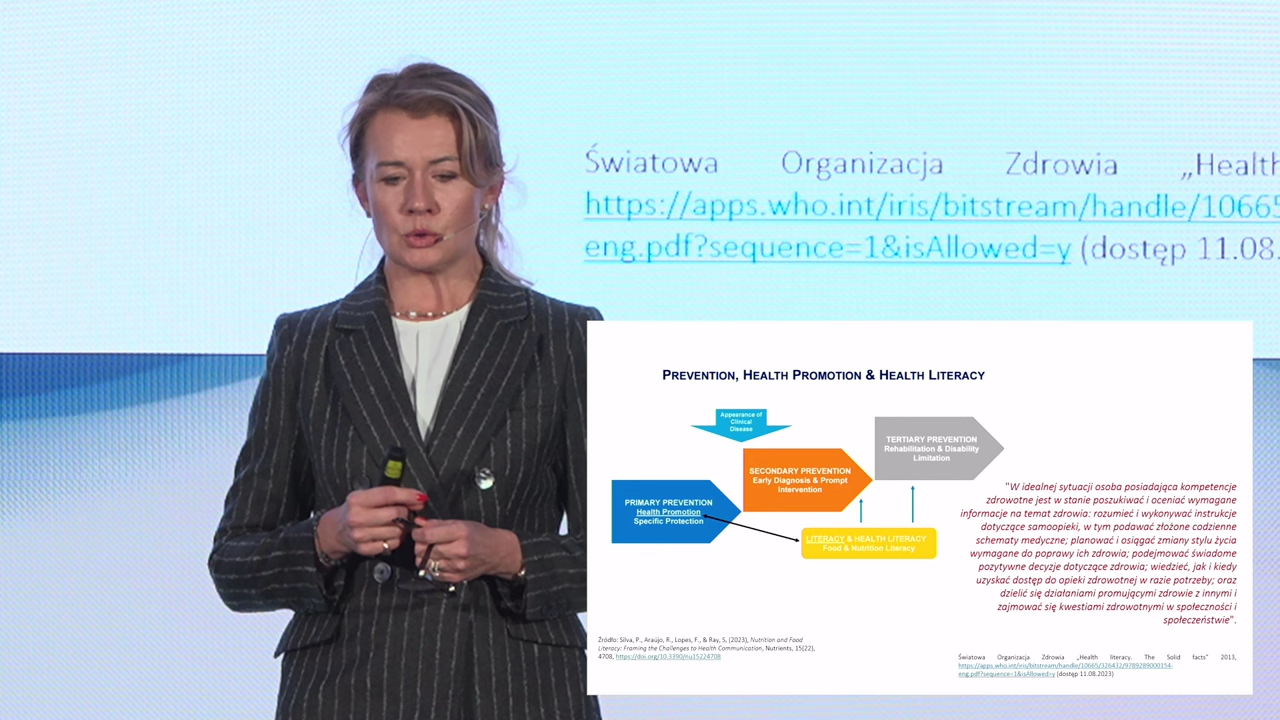 Światowa Organizacja Zdrowia „Health
https://apps.who.int/iris/bitstream/handle/10665
eng.pdf?sequence=1&isAllowed=y (dostęp 11.08.
PREVENTION, HEALTH PROMOTION & HEALTH LITERACY
Appearance of
Clinical
Disease
TERTIARY PREVENTION
Rehabilitation & Disability
Limitation
SECONDARY PREVENTION
Early Diagnosis & Prompt
Intervention
PRIMARY PREVENTION
Health Promotion
Specific Protection
LITERACY & HEALTH LITERACY
Food & Nutrition Literacy
"W idealnej sytuacji osoba posiadająca kompetencje
zdrowotne jest w stanie poszukiwać i oceniać wymagane
informacje na temat zdrowia: rozumieć i wykonywać instrukcje
dotyczące samoopieki, w tym podawać złożone codzienne
schematy medyczne; planować i osiągać zmiany stylu życia
wymagane do poprawy ich zdrowia; podejmować świadome
pozytywne decyzje dotyczące zdrowia; wiedzieć, jak i kiedy
uzyskać dostęp do opieki zdrowotnej w razie potrzeby; oraz
dzielić się działaniami promującymi zdrowie z innymi i
zajmować się kwestiami zdrowotnymi w społeczności i
społeczeństwie".
Źródło: Silva, P., Araújo, R., Lopes, F., & Ray, S, (2023), Nutrition and Food
Literacy: Framing the Challenges to Health Communication, Nutrients, 15(22),
4708, https://doi.org/10.3390/nu15224708
Światowa Organizacja Zdrowia „Health literacy. The Solid facts" 2013,
https://apps.who.int/iris/bitstream/handle/10665/326432/9789289000154-
eng.pdf?sequence=1&isAllowed=y (dostęp 11.08.2023)